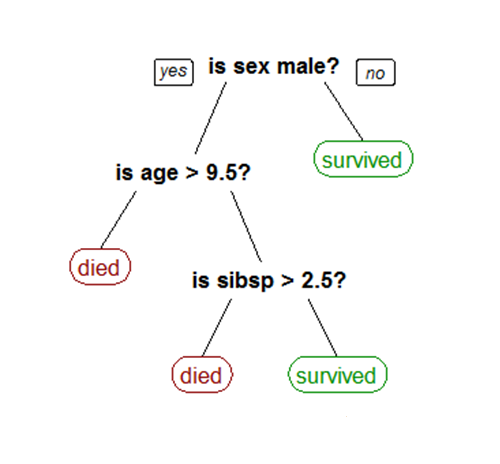 yes is sex male? no
survived
is age > 9.5?
died
is sibsp > 2.5?
died survived